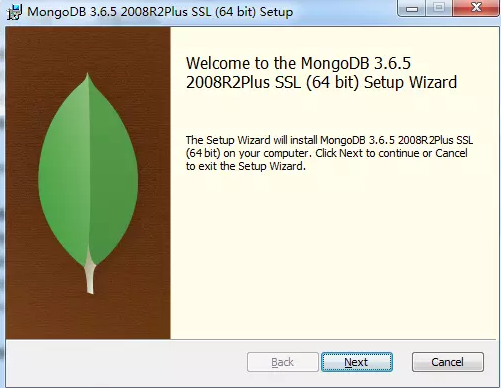 MongoDB 3.6.5 2008R2Plus SSL (64 bit) Setup
Welcome to the MongoDB 3.6.5
2008R2Plus SSL (64 bit) Setup Wizard
The Setup Wizard will install MongoDB 3.6.5 2008R2Plus SSL
(64 bit) on your computer. Click Next to continue or Cancel
to exit the Setup Wizard.
Back Next Cancel